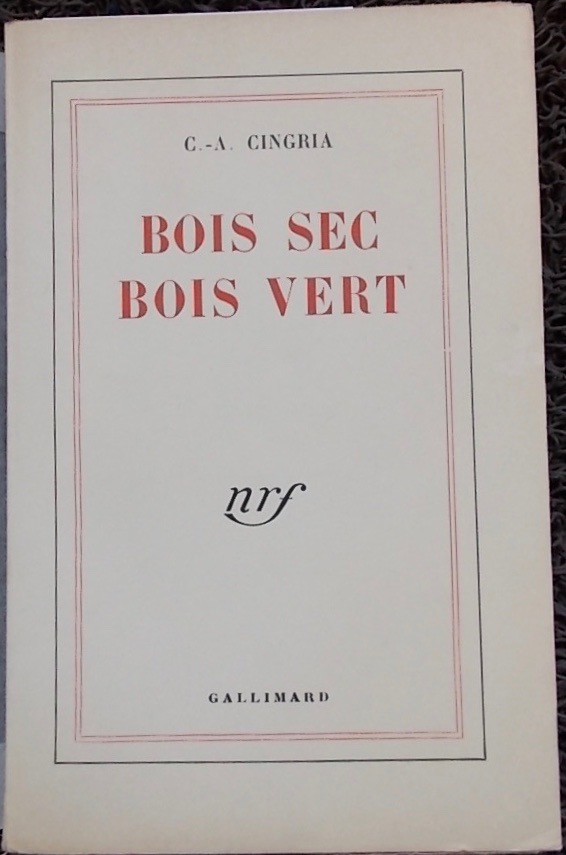 C.-A. CINGRIA
BOIS SEC
BOIS VERT
nrf
GALLIMARD